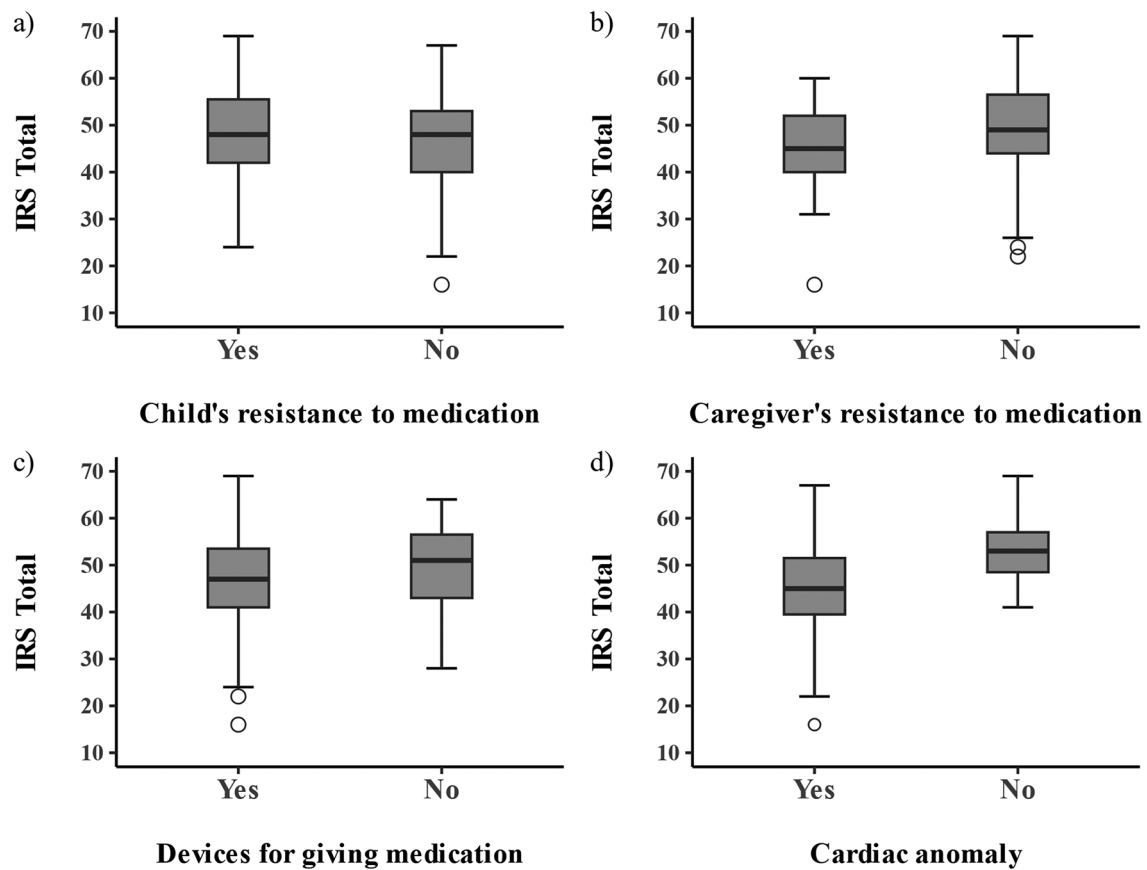 a)
IRS Total
70
60
50
40
30
20
10
Yes No
Child's resistance to medication
b)
IRS Total
70
60
50
40
30
20
10
Yes No
Caregiver's resistance to medication
c)
IRS Total
70
60
50
40
30
20
10
Yes No
Devices for giving medication
d)
IRS Total
70
60
50
40
30
20
10
Yes No
Cardiac anomaly